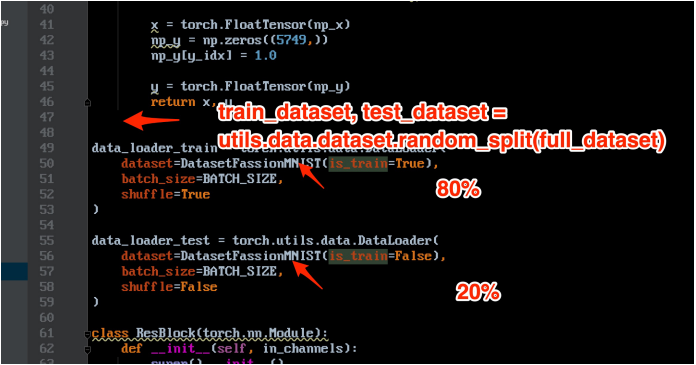 40
py
41 x = torch.FloatTensor(np_x)
42 np_y = np.zeros((5749,))
43 np_y[y_idx] = 1.0
44
45 y = torch.FloatTensor(np_y)
46 return x, y
train_dataset, test_dataset =
47
utils.data.dataset.random_split(full_dataset)
48
49 data_loader_train = torch.utils.data.DataLoader(
50 dataset=DatasetFassionMNIST(is_train=True),
51 batch_size=BATCH_SIZE,
80%
52 shuffle=True
53 )
54
55 data_loader_test = torch.utils.data.DataLoader(
56 dataset=DatasetFassionMNIST(is_train=False),
57 batch_size=BATCH_SIZE,
20%
58 shuffle=False
59 )
60
61 class ResBlock(torch.nn.Module):
62 def __init__(self, in_channels):
63 super().__init__()